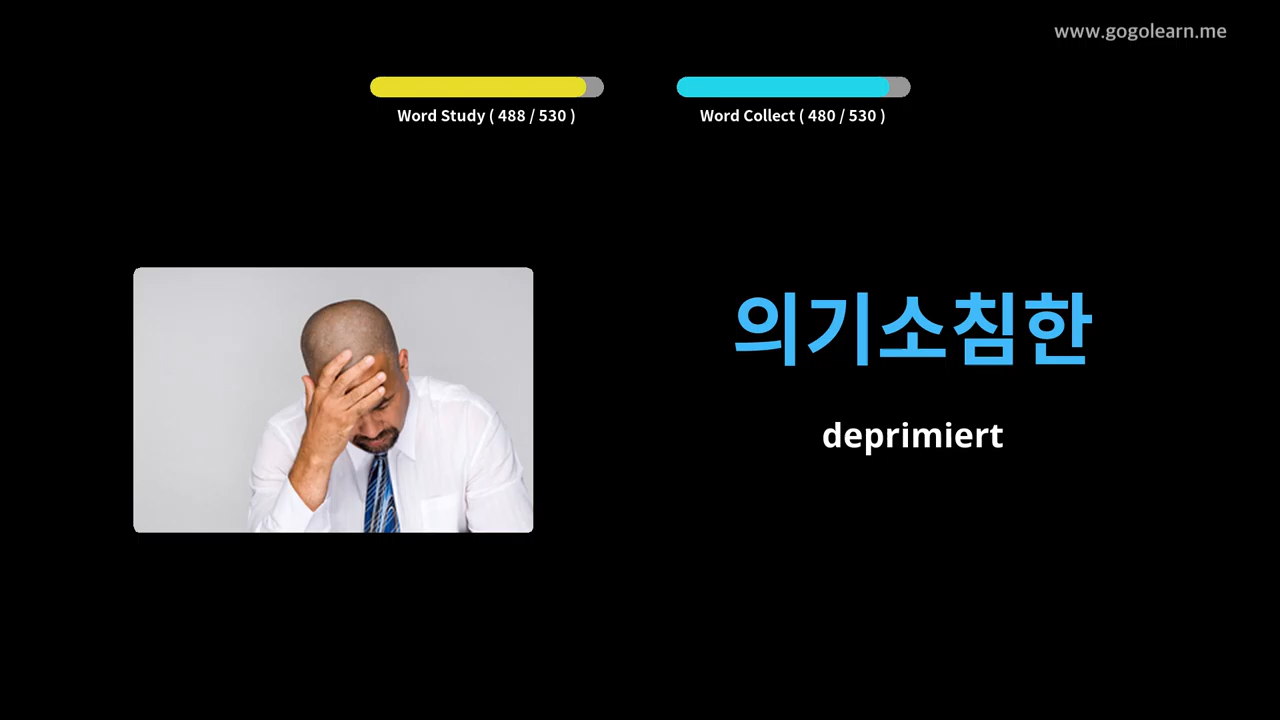 www.gogolearn.me
Word Study ( 488 / 530 )
Word Collect ( 480 / 530 )
의기소침한
deprimiert